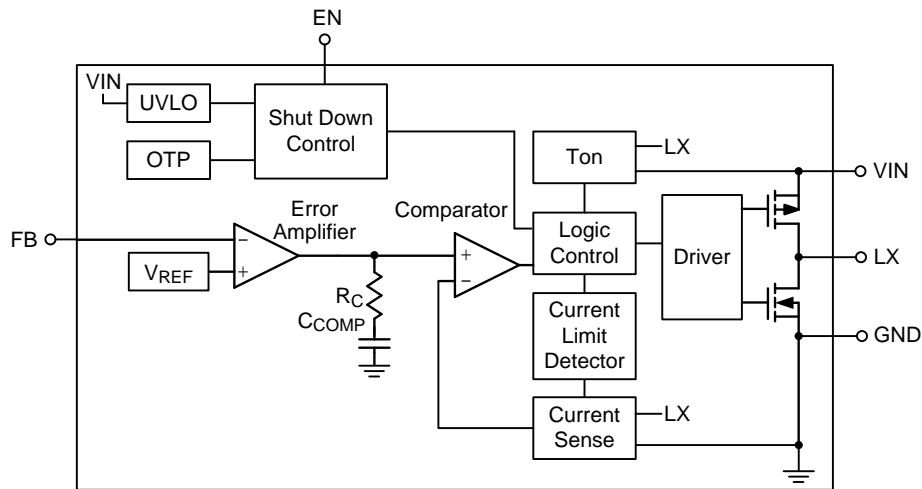 EN
VIN
UVLO
Shut Down
Control
OTP
Ton
LX
VIN
Error
Amplifier
Comparator
FB
−
+
VREF
+
−
Logic
Control
Driver
LX
RC
CCOMP
Current
Limit
Detector
GND
Current
Sense
LX